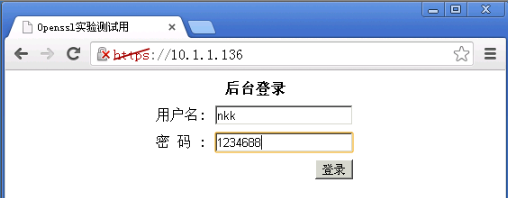 Openssl实验测试用
https://10.1.1.136
后台登录
用户名: nkk
密 码 : 1234688
登录